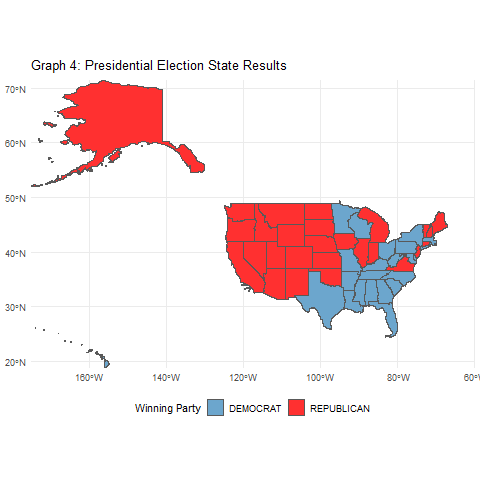 Graph 4: Presidential Election State Results
70°N
60°N
50°N
40°N
30°N
20°N
160°W 140°W 120°W 100°W 80°W 60°W
Winning Party DEMOCRAT REPUBLICAN